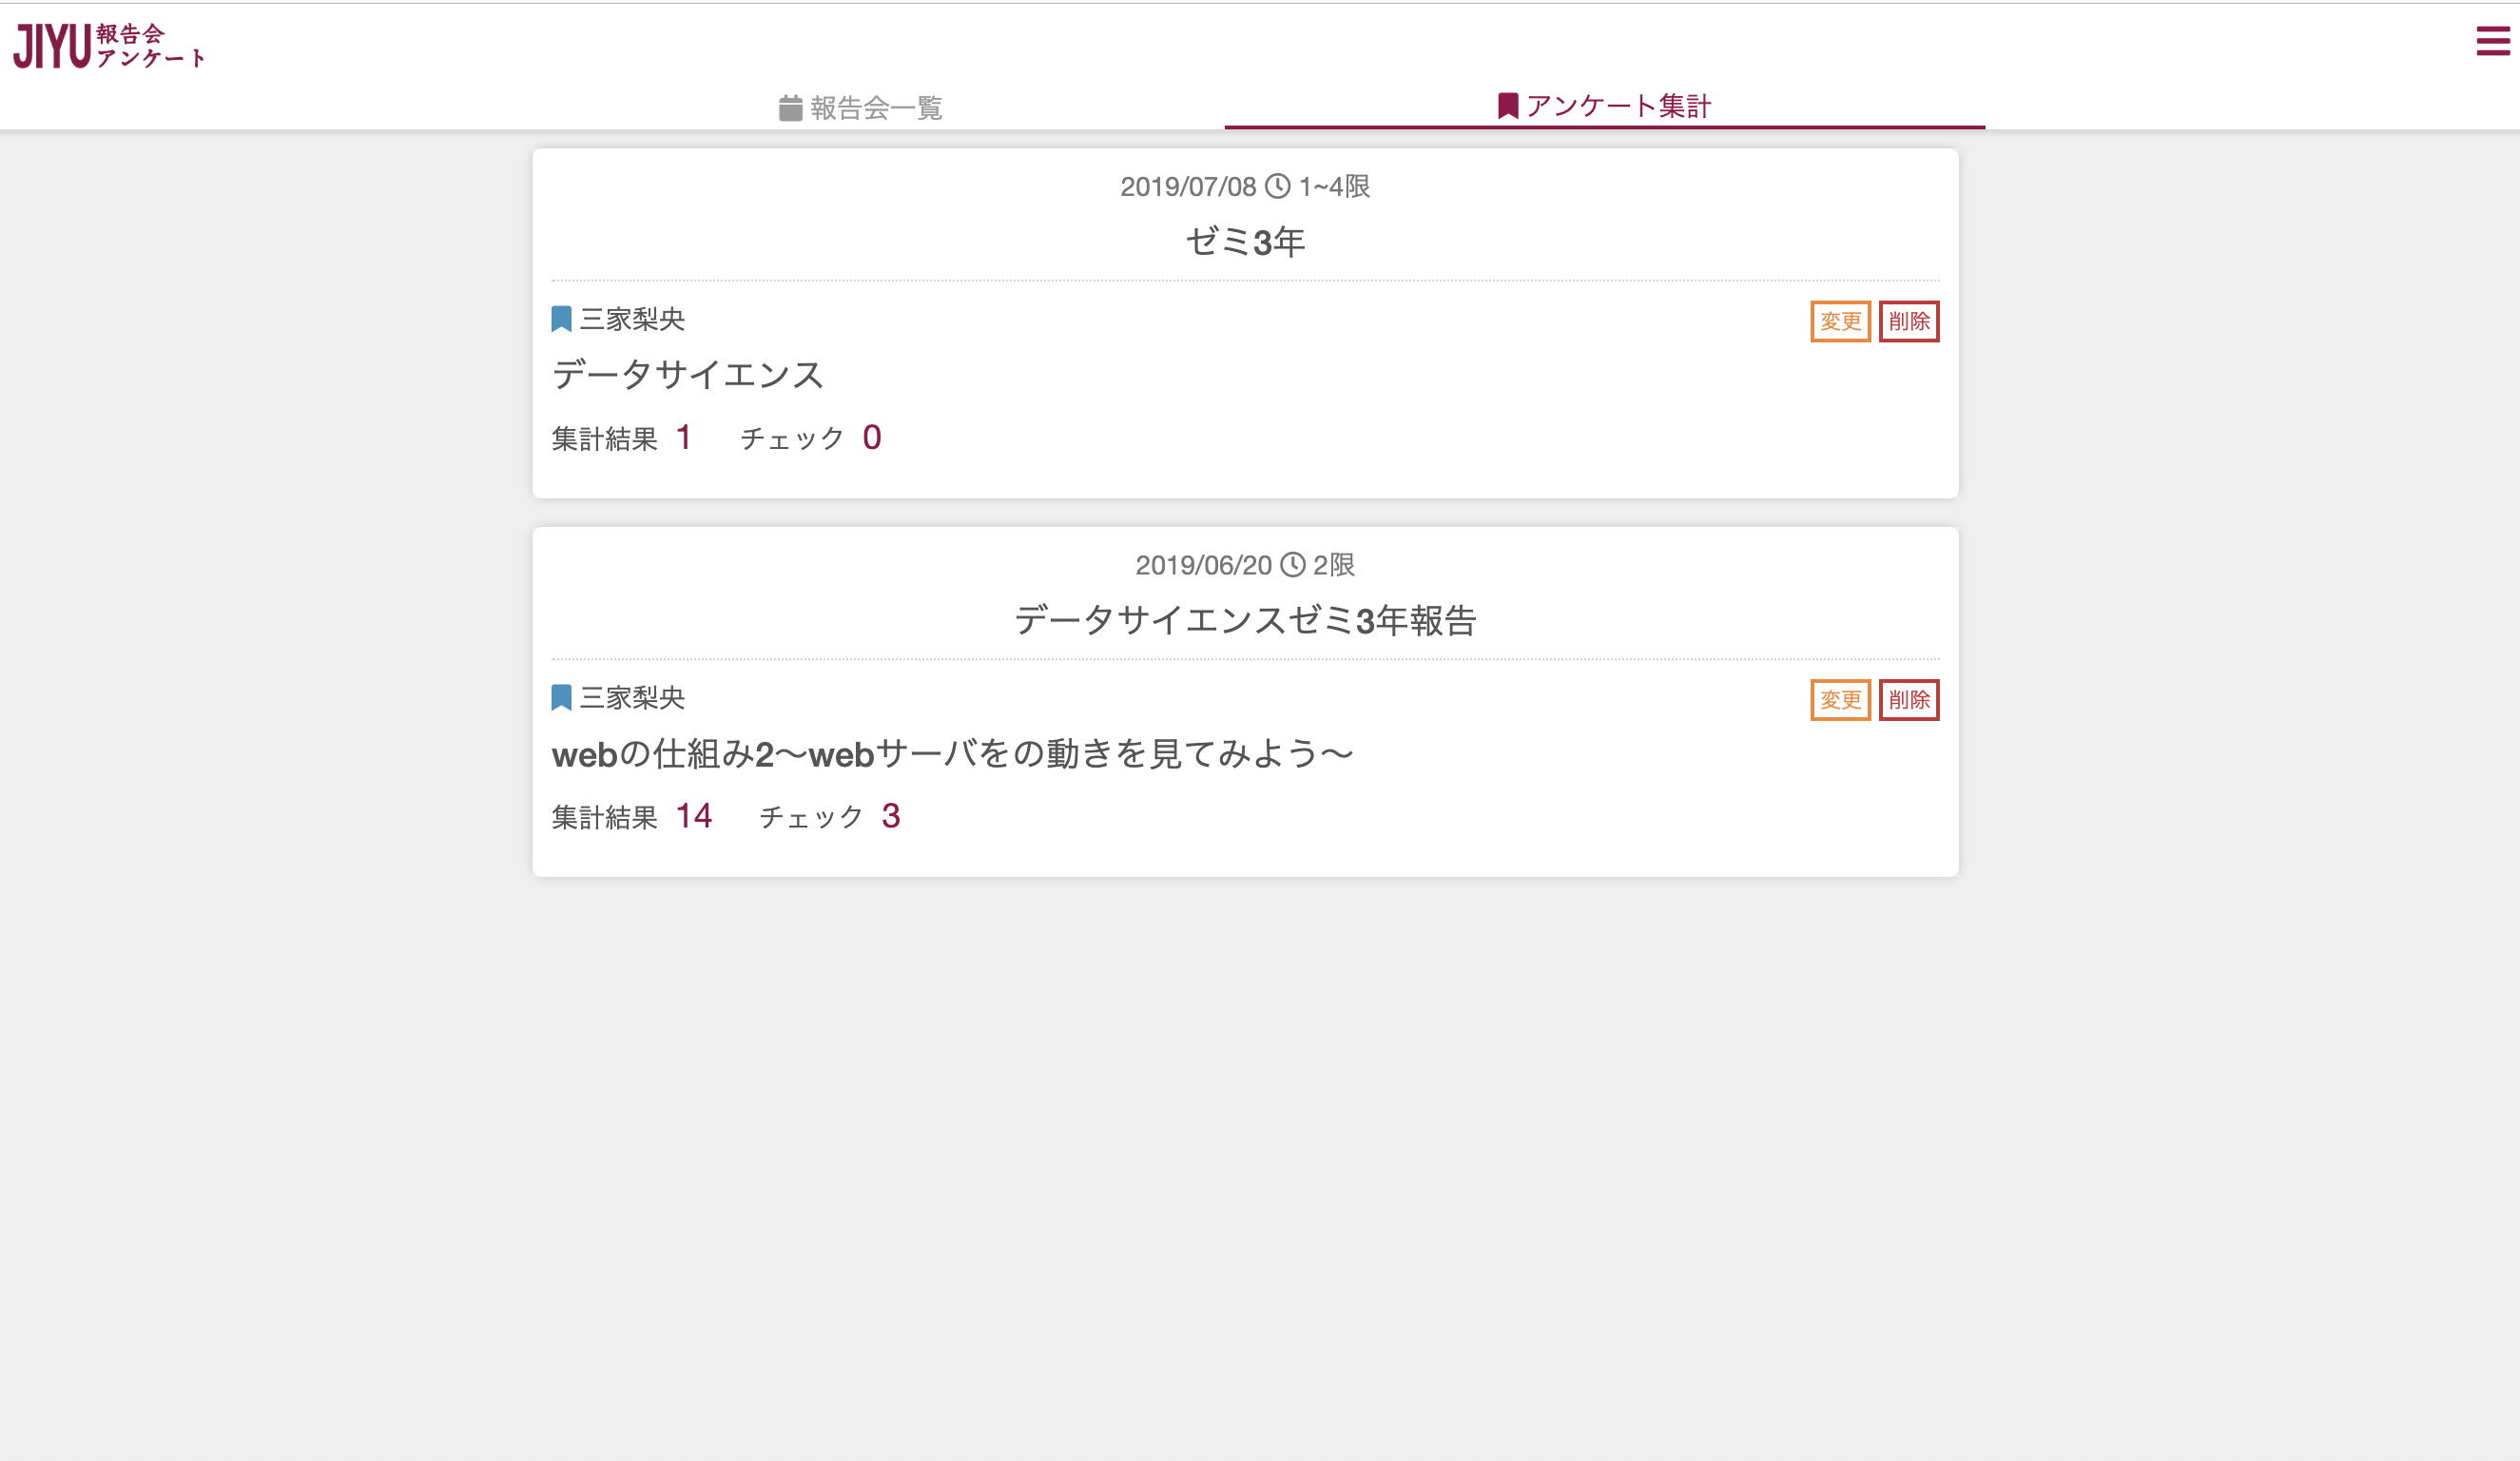 JIYU 報告会
アンケート
報告会一覧
アンケート集計
2019/07/08 1~4限
ゼミ3年
三家梨央
変更 削除
データサイエンス
集計結果 1 チェック 0
2019/06/20 2限
データサイエンスゼミ3年報告
三家梨央
変更 削除
webの仕組み2〜webサーバをの動きを見てみよう〜
集計結果 14 チェック 3